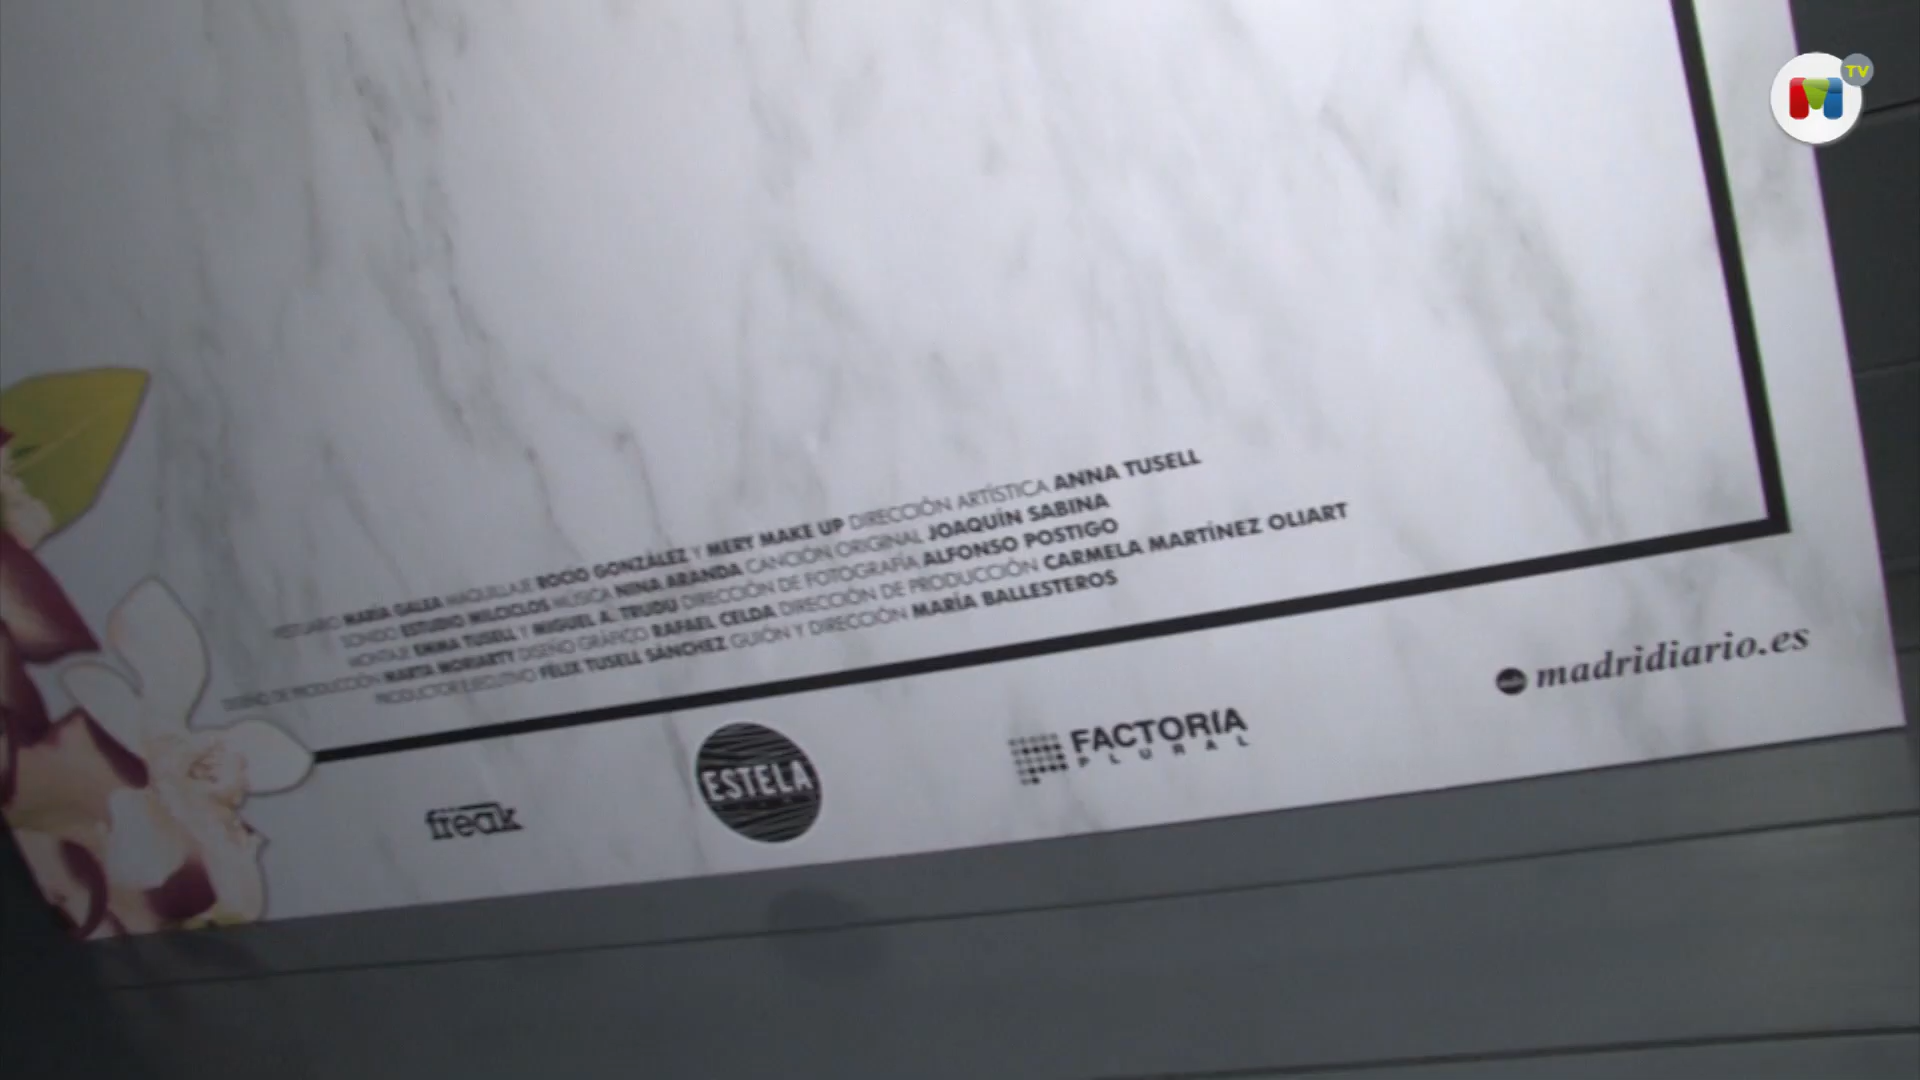 TV
VESTUARIO MARÍA GALEA MAQUILLAJE ROCÍO GONZÁLEZ Y MERY MAKE UP DIRECCIÓN ARTÍSTICA ANNA TUSELL
SONIDO ESTUDIO MILCICLOS MÚSICA NINA ARANDA CANCIÓN ORIGINAL JOAQUÍN SABINA
MONTAJE EMMA TUSELL Y MIGUEL A. TRUDU DIRECCIÓN DE FOTOGRAFÍA ALFONSO POSTIGO
DISEÑO DE PRODUCCIÓN MARTA MORIARTY DISEÑO GRÁFICO RAFAEL CELDA DIRECCIÓN DE PRODUCCIÓN CARMELA MARTÍNEZ OLIART
PRODUCTOR EJECUTIVO FÉLIX TUSELL SÁNCHEZ GUIÓN Y DIRECCIÓN MARÍA BALLESTEROS
freak
ESTELA
FACTORIA
PLURAL
madridiario.es